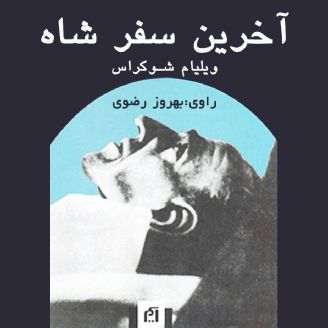 آخرین سفر شاه
ویلیام شوکراس
راوی:بهروز رضوی